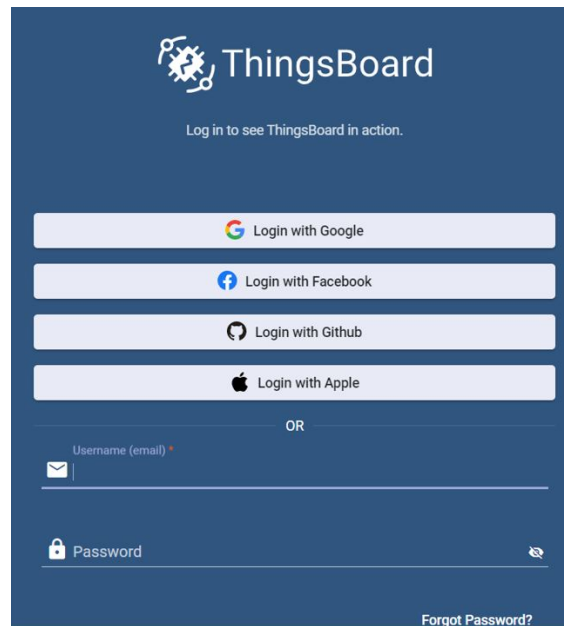 ThingsBoard
Log in to see ThingsBoard in action.
Login with Google
Login with Facebook
Login with Github
Login with Apple
OR
Username (email) *
Password
Forgot Password?